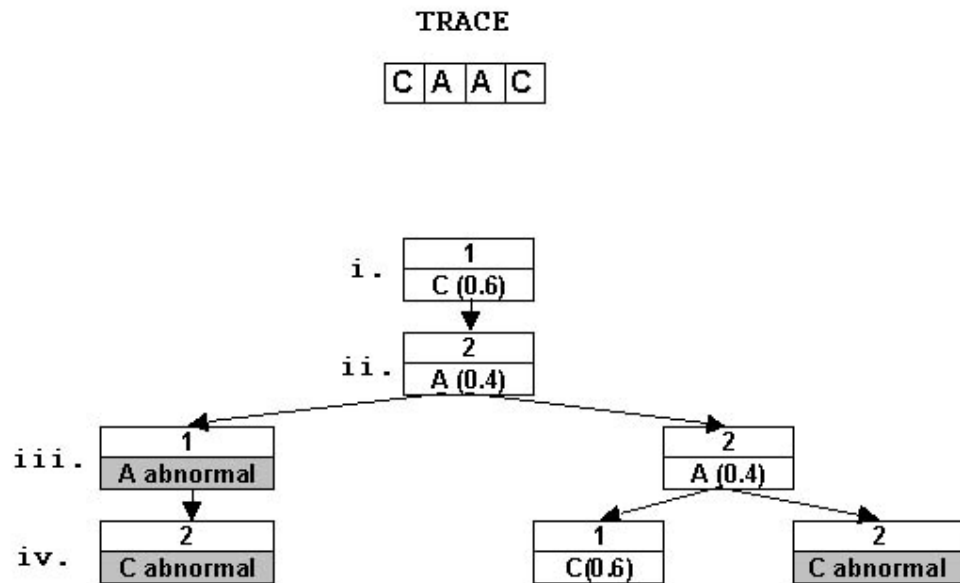 TRACE
C A A C
1
i. C (0.6)
2
ii. A (0.4)
1 2
iii. A abnormal A (0.4)
2 1 2
iv. C abnormal C(0.6) C abnormal